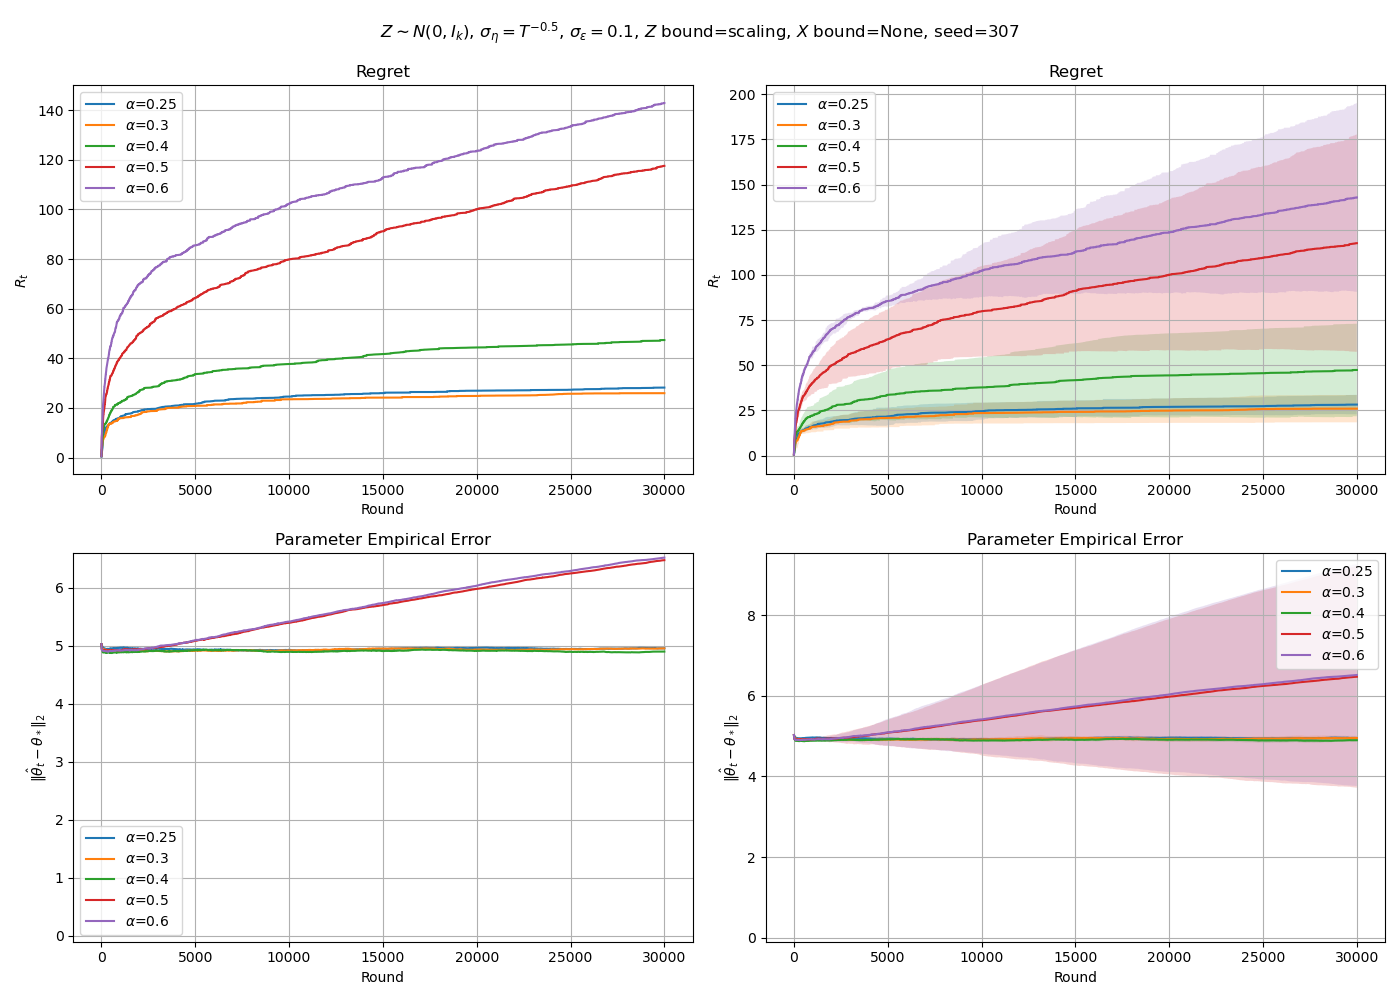 Z ∼ N(0, I_k), σ_η = T^{−0.5}, σ_ε = 0.1, Z bound=scaling, X bound=None, seed=307
Regret
α=0.25
α=0.3
α=0.4
α=0.5
α=0.6
140
120
100
80
60
40
20
0
R_t
0 5000 10000 15000 20000 25000 30000
Round
Regret
α=0.25
α=0.3
α=0.4
α=0.5
α=0.6
200
175
150
125
100
75
50
25
0
R_t
0 5000 10000 15000 20000 25000 30000
Round
Parameter Empirical Error
6
5
4
3
2
1
0
‖θ̂_t − θ_*‖_2
α=0.25
α=0.3
α=0.4
α=0.5
α=0.6
0 5000 10000 15000 20000 25000 30000
Round
Parameter Empirical Error
α=0.25
α=0.3
α=0.4
α=0.5
α=0.6
8
6
4
2
0
‖θ̂_t − θ_*‖_2
0 5000 10000 15000 20000 25000 30000
Round